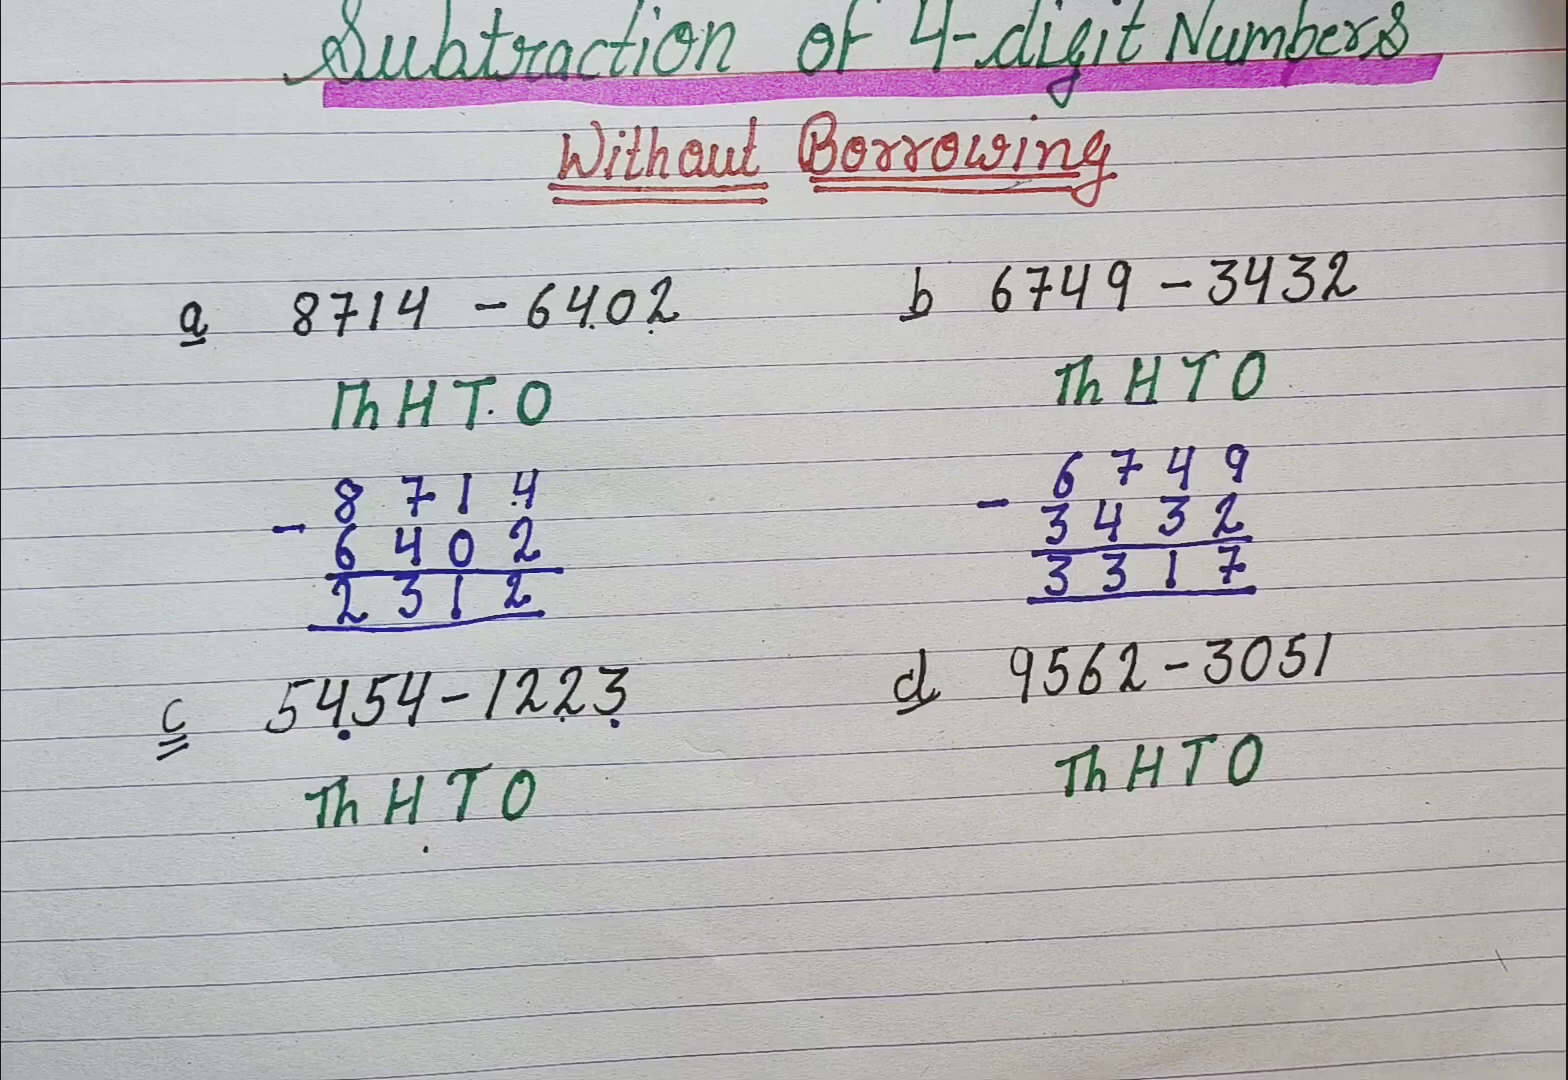 Subtraction of 4-digit Numbers
Without Borrowing
a 8714 - 6402
Th H T O
8 7 1 4
- 6 4 0 2
2 3 1 2
b 6749 - 3432
Th H T O
6 7 4 9
- 3 4 3 2
3 3 1 7
c 5454 - 1223
Th H T O
d 9562 - 3051
Th H T O